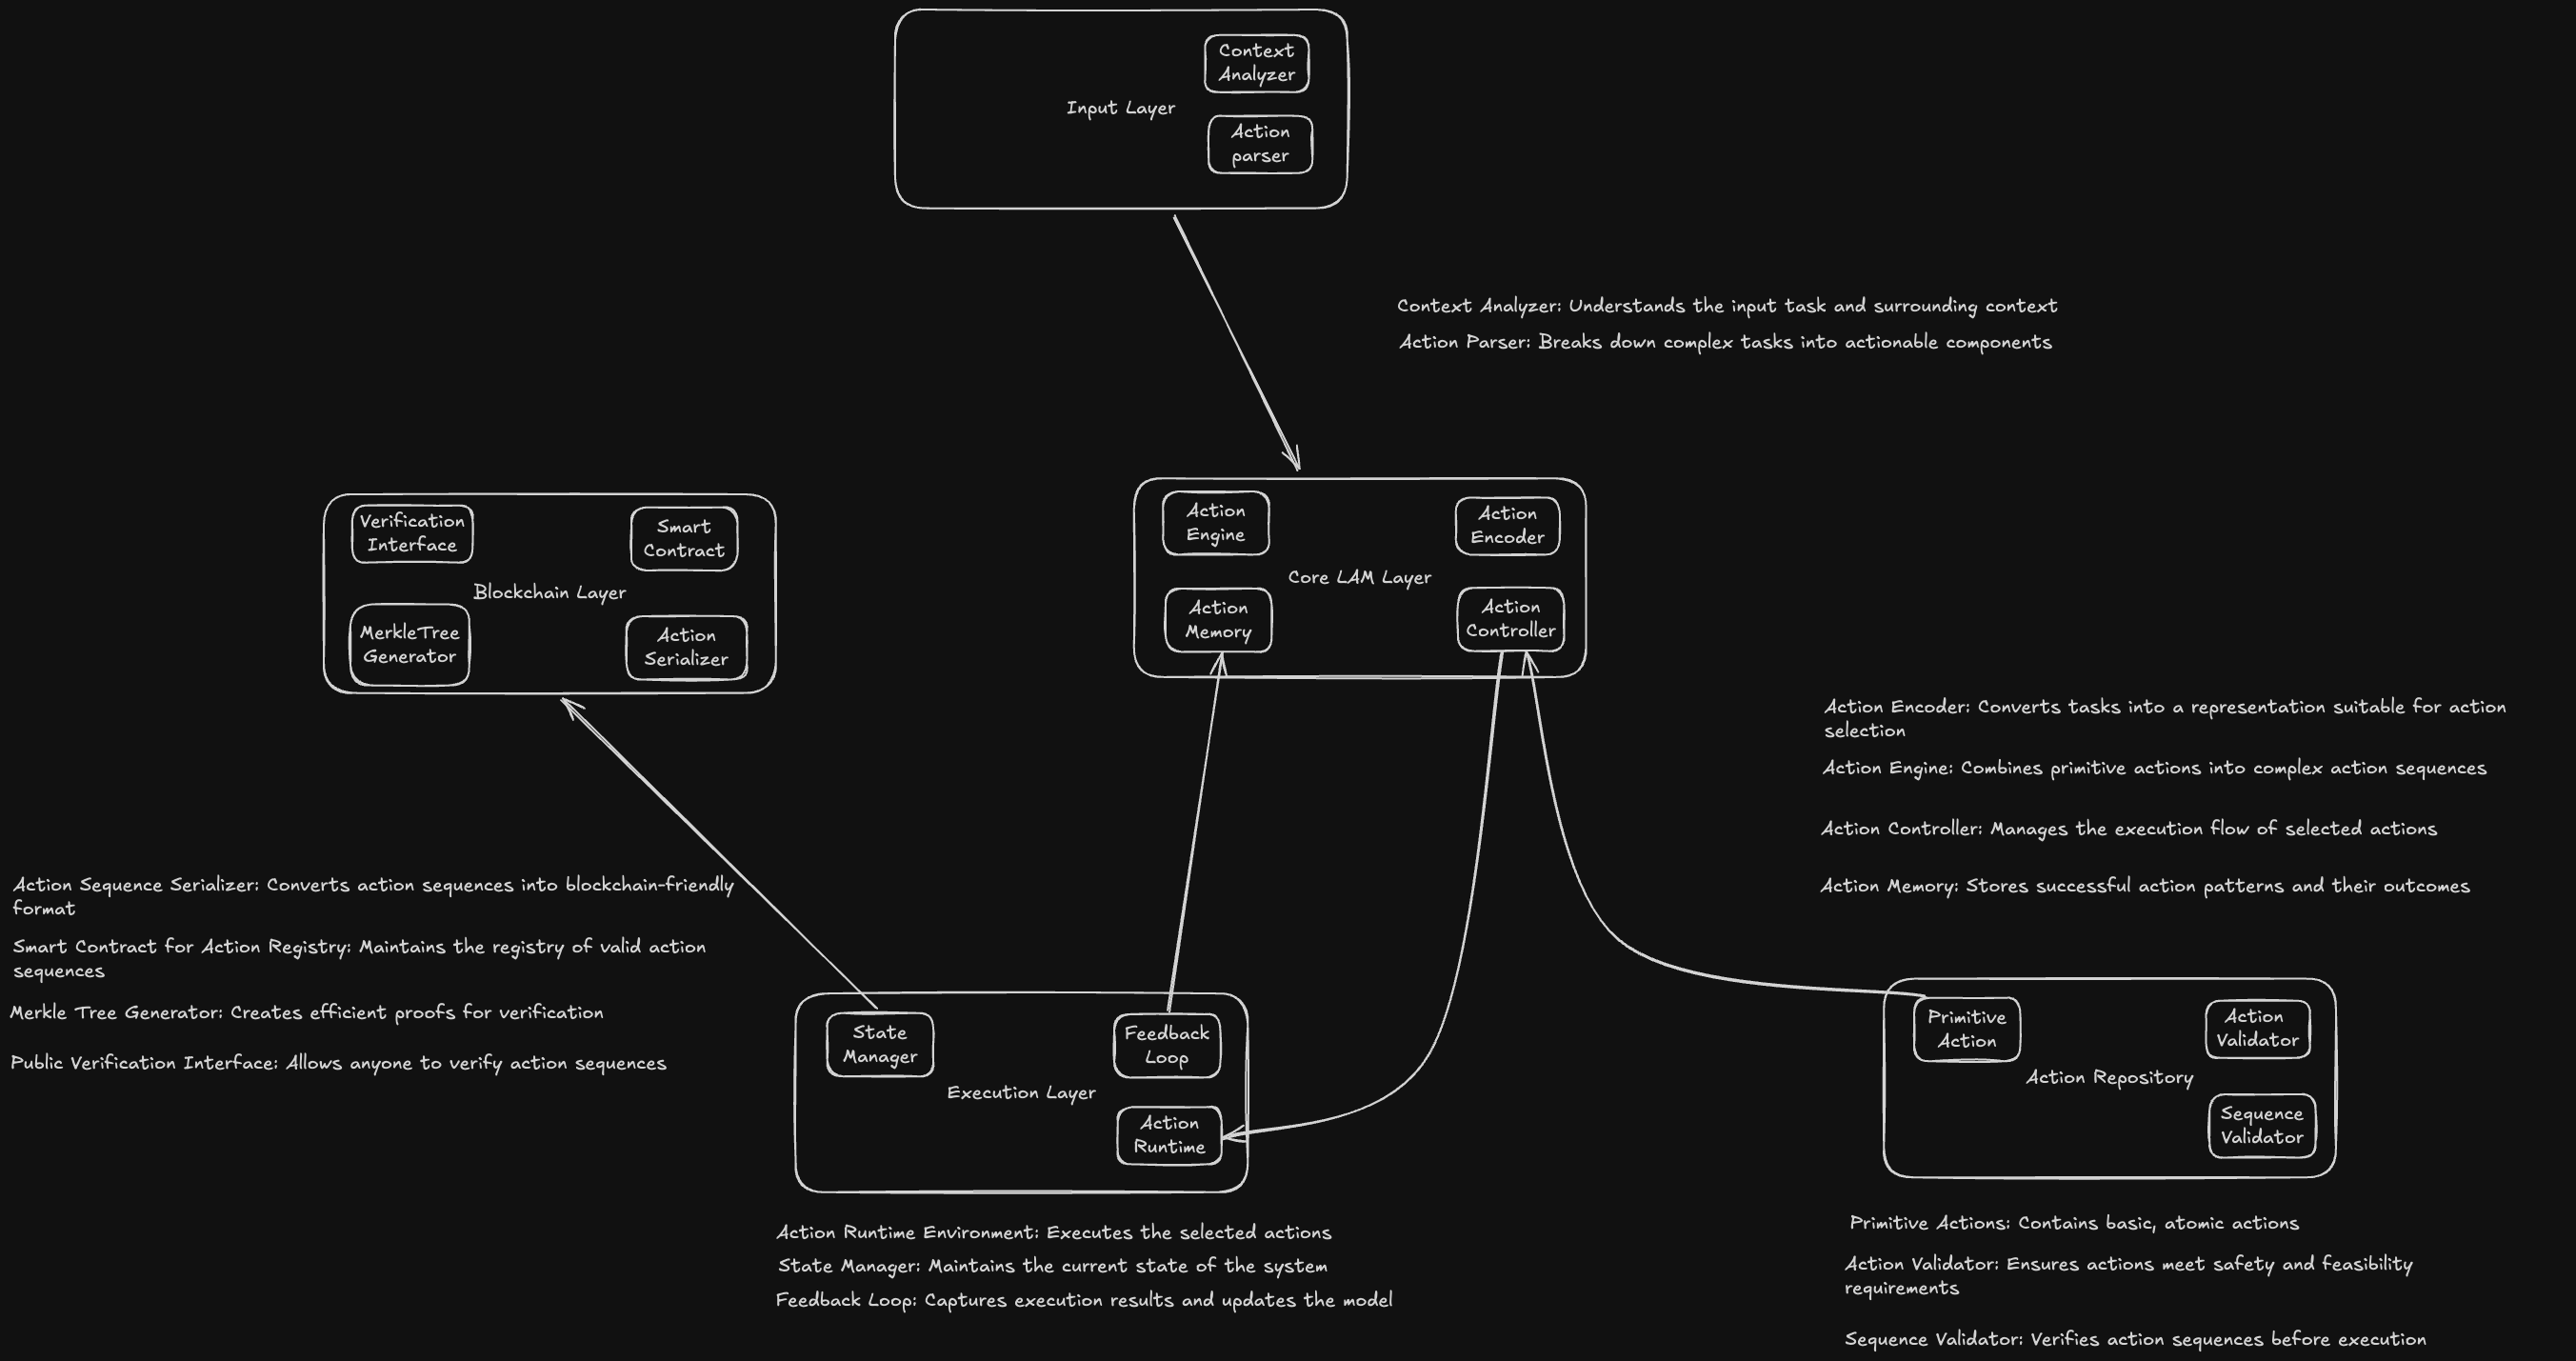 Context
Analyzer
Input Layer
Action
parser
Context Analyzer: Understands the input task and surrounding context
Action Parser: Breaks down complex tasks into actionable components
Verification
Interface
Smart
Contract
Blockchain Layer
MerkleTree
Generator
Action
Serializer
Action
Engine
Action
Encoder
Core LAM Layer
Action
Memory
Action
Controller
Action Encoder: Converts tasks into a representation suitable for action
selection
Action Engine: Combines primitive actions into complex action sequences
Action Controller: Manages the execution flow of selected actions
Action Memory: Stores successful action patterns and their outcomes
Action Sequence Serializer: Converts action sequences into blockchain-friendly
format
Smart Contract for Action Registry: Maintains the registry of valid action
sequences
Merkle Tree Generator: Creates efficient proofs for verification
Public Verification Interface: Allows anyone to verify action sequences
State
Manager
Feedback
Loop
Execution Layer
Action
Runtime
Primitive
Action
Action
Validator
Action Repository
Sequence
Validator
Action Runtime Environment: Executes the selected actions
State Manager: Maintains the current state of the system
Feedback Loop: Captures execution results and updates the model
Primitive Actions: Contains basic, atomic actions
Action Validator: Ensures actions meet safety and feasibility
requirements
Sequence Validator: Verifies action sequences before execution